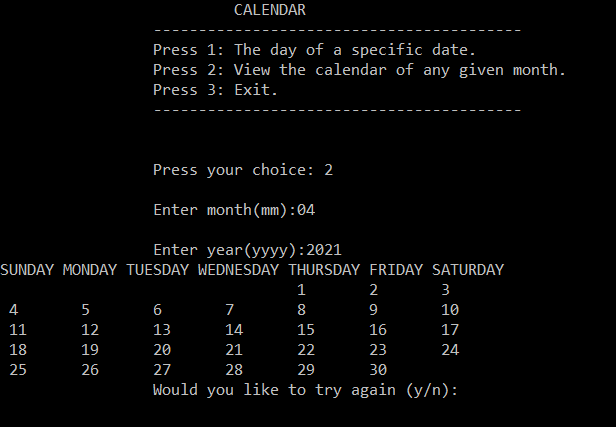 CALENDAR
-----------------------------------------
Press 1: The day of a specific date.
Press 2: View the calendar of any given month.
Press 3: Exit.
-----------------------------------------
Press your choice: 2
Enter month(mm):04
Enter year(yyyy):2021
SUNDAY MONDAY TUESDAY WEDNESDAY THURSDAY FRIDAY SATURDAY
1 2 3
4 5 6 7 8 9 10
11 12 13 14 15 16 17
18 19 20 21 22 23 24
25 26 27 28 29 30
Would you like to try again (y/n):